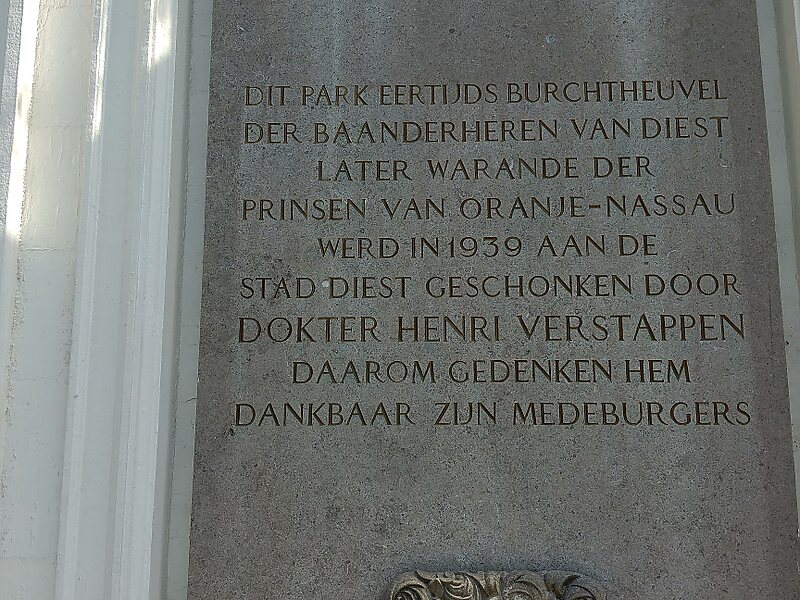 DIT PARK EERTIJDS BURCHTHEUVEL
DER BAANDERHEREN VAN DIEST
LATER WARANDE DER
PRINSEN VAN ORANJE-NASSAU
WERD IN 1939 AAN DE
STAD DIEST GESCHONKEN DOOR
DOKTER HENRI VERSTAPPEN
DAAROM GEDENKEN HEM
DANKBAAR ZIJN MEDEBURGERS